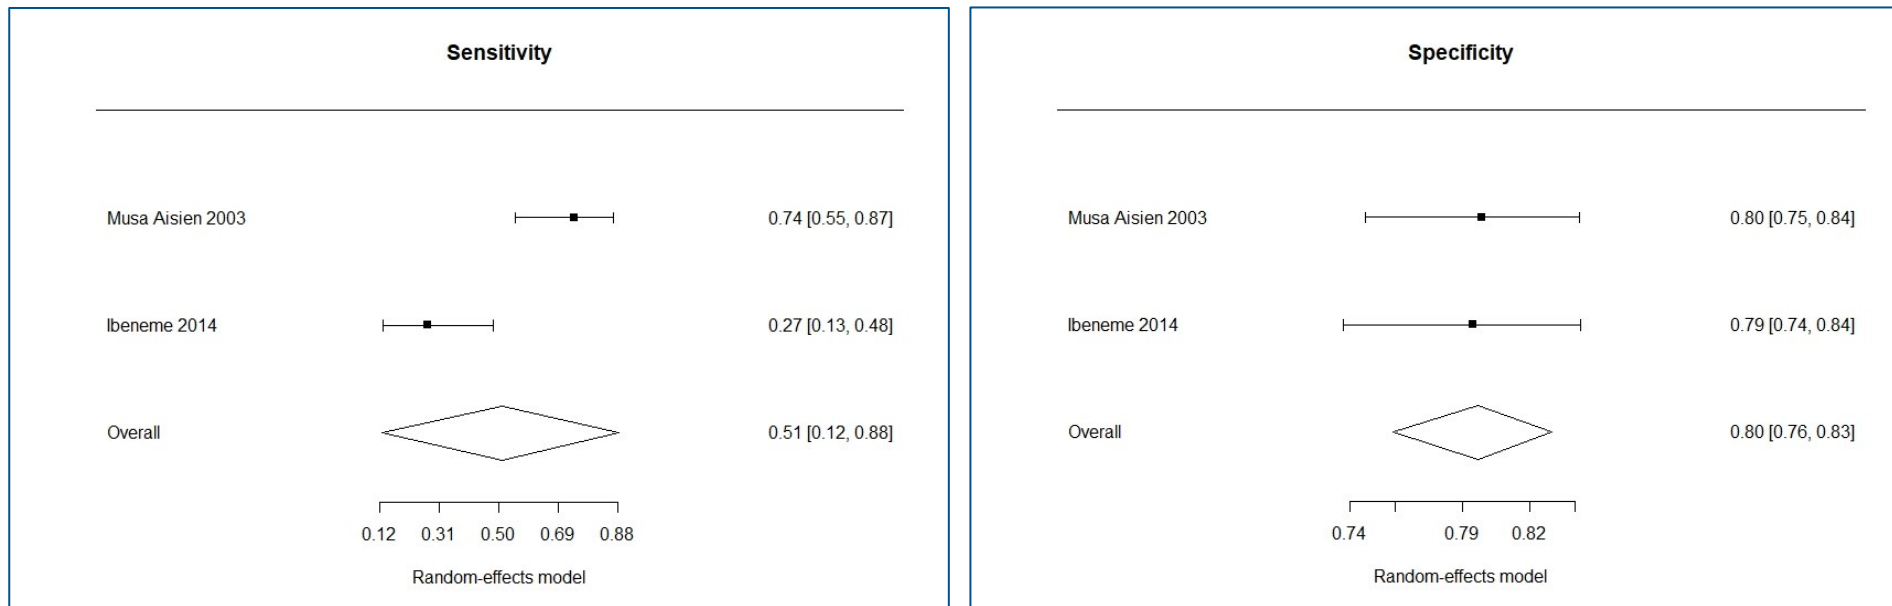 Sensitivity
Musa Aisien 2003 0.74 [0.55, 0.87]
Ibeneme 2014 0.27 [0.13, 0.48]
Overall 0.51 [0.12, 0.88]
0.12 0.31 0.50 0.69 0.88
Random-effects model
Specificity
Musa Aisien 2003 0.80 [0.75, 0.84]
Ibeneme 2014 0.79 [0.74, 0.84]
Overall 0.80 [0.76, 0.83]
0.74 0.79 0.82
Random-effects model